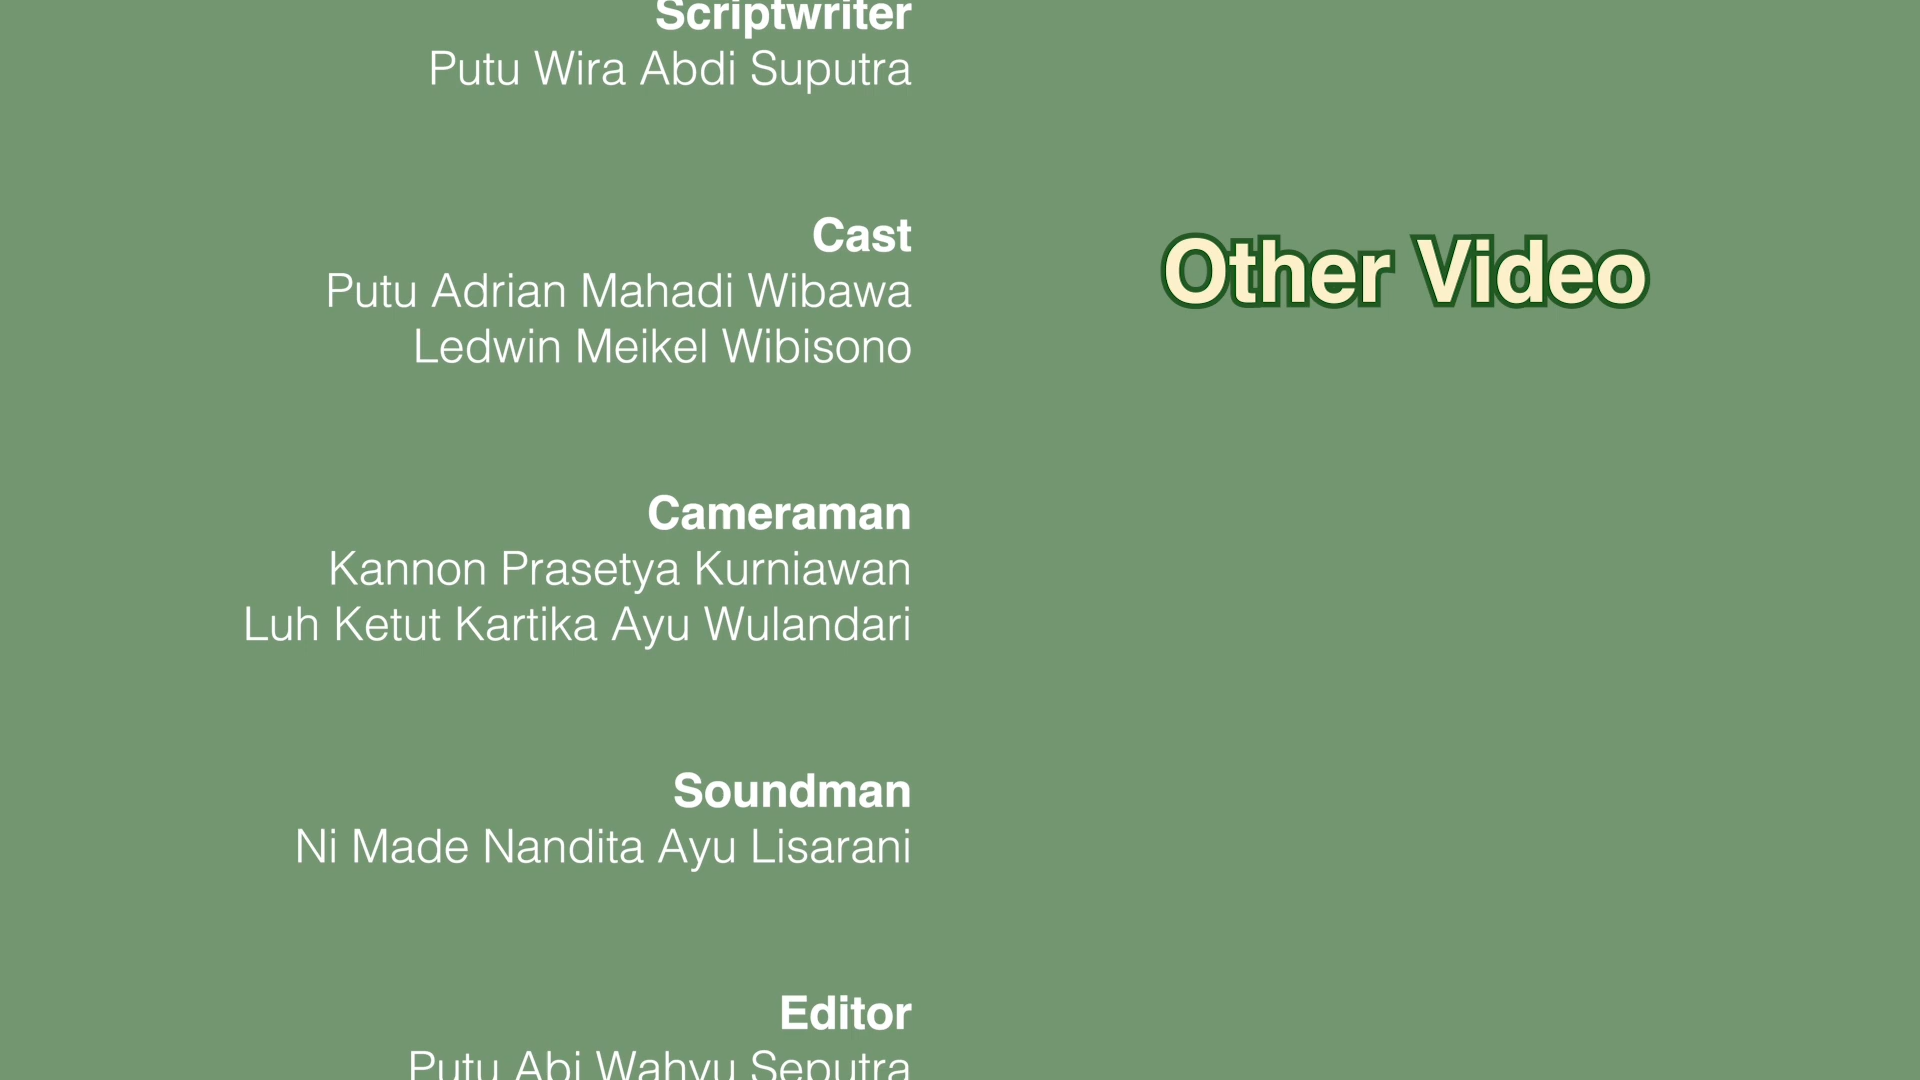 Scriptwriter
Putu Wira Abdi Suputra
Cast
Putu Adrian Mahadi Wibawa
Ledwin Meikel Wibisono
Cameraman
Kannon Prasetya Kurniawan
Luh Ketut Kartika Ayu Wulandari
Soundman
Ni Made Nandita Ayu Lisarani
Editor
Putu Abi Wahyu Seputra
Other Video